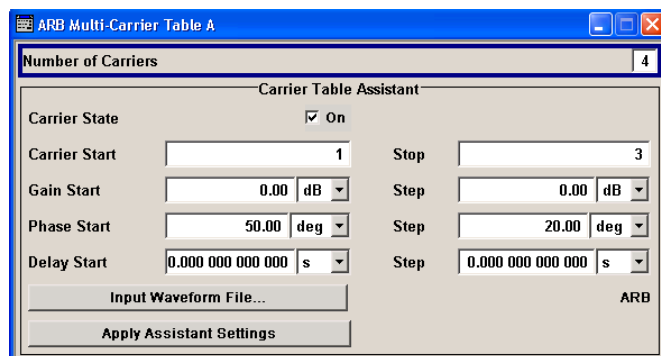 ARB Multi-Carrier Table A
Number of Carriers 4
Carrier Table Assistant
Carrier State On
Carrier Start 1 Stop 3
Gain Start 0.00 dB Step 0.00 dB
Phase Start 50.00 deg Step 20.00 deg
Delay Start 0.000 000 000 000 s Step 0.000 000 000 000 s
Input Waveform File... ARB
Apply Assistant Settings